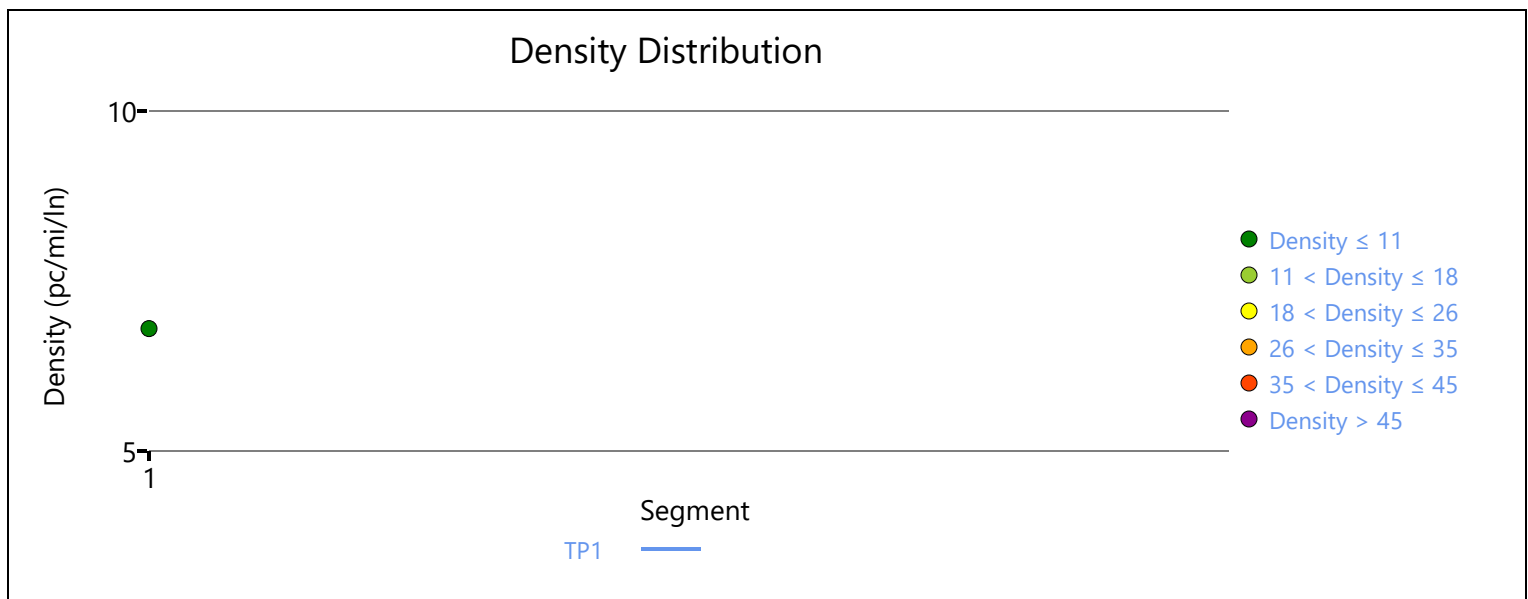 Density Distribution
10
Density (pc/mi/ln)
Density ≤ 11
11 < Density ≤ 18
18 < Density ≤ 26
26 < Density ≤ 35
35 < Density ≤ 45
Density > 45
5
1
Segment
TP1